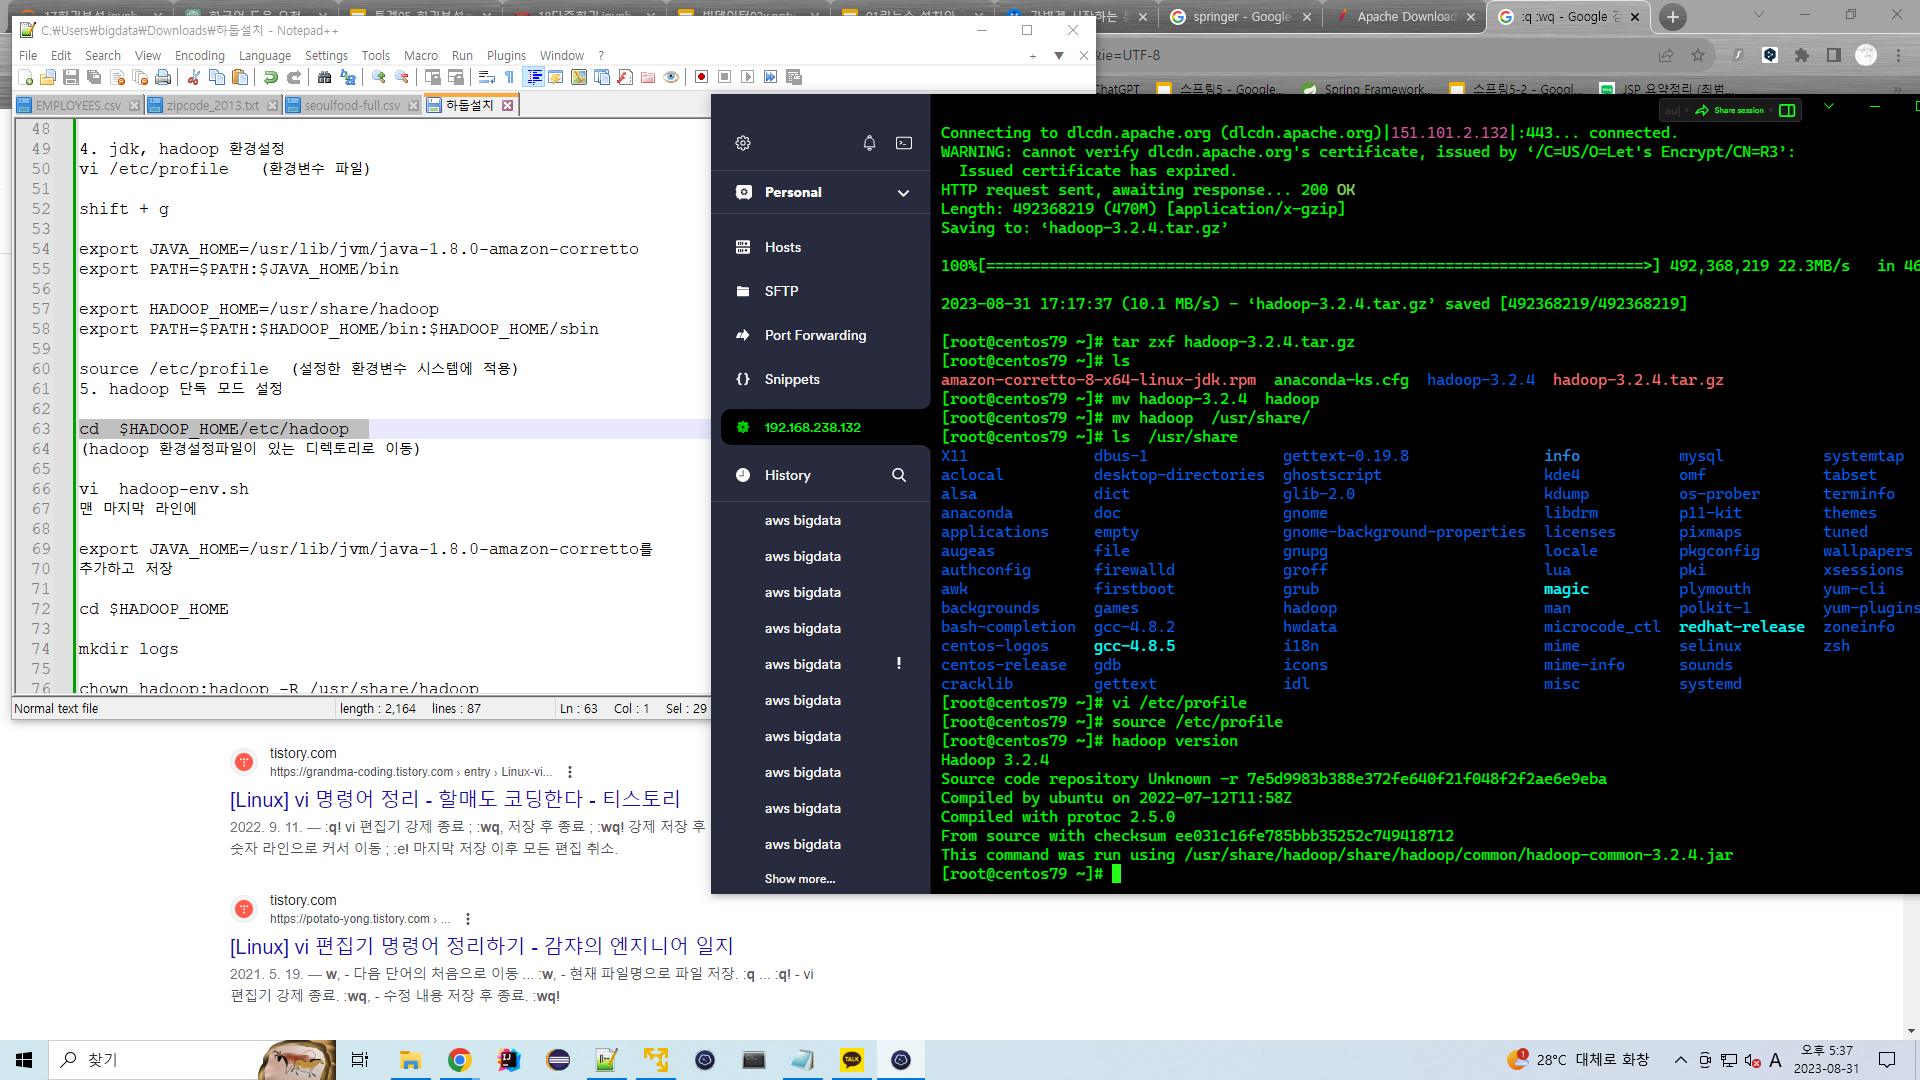 C:\Users\bigdata\Downloads\하둡설치 - Notepad++
springer - Google
Apache Download
:q :wq - Google 검
File Edit Search View Encoding Language Settings Tools Macro Run Plugins Window ?
&ie=UTF-8
ChatGPT 스프링5 - Google... Spring Framework... 스프링5-2 - Googl... JSP 요약정리 (최범...
EMPLOYEES.csv zipcode_2013.txt seoulfood-full.csv 하둡설치
48
49 4. jdk, hadoop 환경설정
50 vi /etc/profile (환경변수 파일)
51
52 shift + g
53
54 export JAVA_HOME=/usr/lib/jvm/java-1.8.0-amazon-corretto
55 export PATH=$PATH:$JAVA_HOME/bin
56
57 export HADOOP_HOME=/usr/share/hadoop
58 export PATH=$PATH:$HADOOP_HOME/bin:$HADOOP_HOME/sbin
59
60 source /etc/profile (설정한 환경변수 시스템에 적용)
61 5. hadoop 단독 모드 설정
62
63 cd $HADOOP_HOME/etc/hadoop
64 (hadoop 환경설정파일이 있는 디렉토리로 이동)
65
66 vi hadoop-env.sh
67 맨 마지막 라인에
68
69 export JAVA_HOME=/usr/lib/jvm/java-1.8.0-amazon-corretto를
70 추가하고 저장
71
72 cd $HADOOP_HOME
73
74 mkdir logs
75
76 chown hadoop:hadoop -R /usr/share/hadoop
Normal text file length : 2,164 lines : 87 Ln : 63 Col : 1 Sel : 29
Personal
Hosts
SFTP
Port Forwarding
Snippets
192.168.238.132
History
aws bigdata
aws bigdata
aws bigdata
aws bigdata
aws bigdata !
aws bigdata
aws bigdata
aws bigdata
aws bigdata
aws bigdata
Show more...
Share session
Connecting to dlcdn.apache.org (dlcdn.apache.org)|151.101.2.132|:443... connected.
WARNING: cannot verify dlcdn.apache.org's certificate, issued by ‘/C=US/O=Let's Encrypt/CN=R3’:
Issued certificate has expired.
HTTP request sent, awaiting response... 200 OK
Length: 492368219 (470M) [application/x-gzip]
Saving to: ‘hadoop-3.2.4.tar.gz’
100%[=========================================================================>] 492,368,219 22.3MB/s in 46
2023-08-31 17:17:37 (10.1 MB/s) - ‘hadoop-3.2.4.tar.gz’ saved [492368219/492368219]
[root@centos79 ~]# tar zxf hadoop-3.2.4.tar.gz
[root@centos79 ~]# ls
amazon-corretto-8-x64-linux-jdk.rpm anaconda-ks.cfg hadoop-3.2.4 hadoop-3.2.4.tar.gz
[root@centos79 ~]# mv hadoop-3.2.4 hadoop
[root@centos79 ~]# mv hadoop /usr/share/
[root@centos79 ~]# ls /usr/share
X11 dbus-1 gettext-0.19.8 info mysql systemtap
aclocal desktop-directories ghostscript kde4 omf tabset
alsa dict glib-2.0 kdump os-prober terminfo
anaconda doc gnome libdrm p11-kit themes
applications empty gnome-background-properties licenses pixmaps tuned
augeas file gnupg locale pkgconfig wallpapers
authconfig firewalld groff lua pki xsessions
awk firstboot grub magic plymouth yum-cli
backgrounds games hadoop man polkit-1 yum-plugins
bash-completion gcc-4.8.2 hwdata microcode_ctl redhat-release zoneinfo
centos-logos gcc-4.8.5 i18n mime selinux zsh
centos-release gdb icons mime-info sounds
cracklib gettext idl misc systemd
[root@centos79 ~]# vi /etc/profile
[root@centos79 ~]# source /etc/profile
[root@centos79 ~]# hadoop version
Hadoop 3.2.4
Source code repository Unknown -r 7e5d9983b388e372fe640f21f048f2f2ae6e9eba
Compiled by ubuntu on 2022-07-12T11:58Z
Compiled with protoc 2.5.0
From source with checksum ee031c16fe785bbb35252c749418712
This command was run using /usr/share/hadoop/share/hadoop/common/hadoop-common-3.2.4.jar
[root@centos79 ~]#
tistory.com
https://grandma-coding.tistory.com › entry › Linux-vi...
[Linux] vi 명령어 정리 - 할매도 코딩한다 - 티스토리
2022. 9. 11. — :q! vi 편집기 강제 종료 ; :wq, 저장 후 종료 ; :wq! 강제 저장 후
숫자 라인으로 커서 이동 ; :e! 마지막 저장 이후 모든 편집 취소.
tistory.com
https://potato-yong.tistory.com › ...
[Linux] vi 편집기 명령어 정리하기 - 감쟈의 엔지니어 일지
2021. 5. 19. — w, - 다음 단어의 처음으로 이동 ... :w, - 현재 파일명으로 파일 저장. :q ... :q! - vi
편집기 강제 종료. :wq, - 수정 내용 저장 후 종료. :wq!
찾기
TALK
1
28°C 대체로 화창
A
오후 5:37
2023-08-31